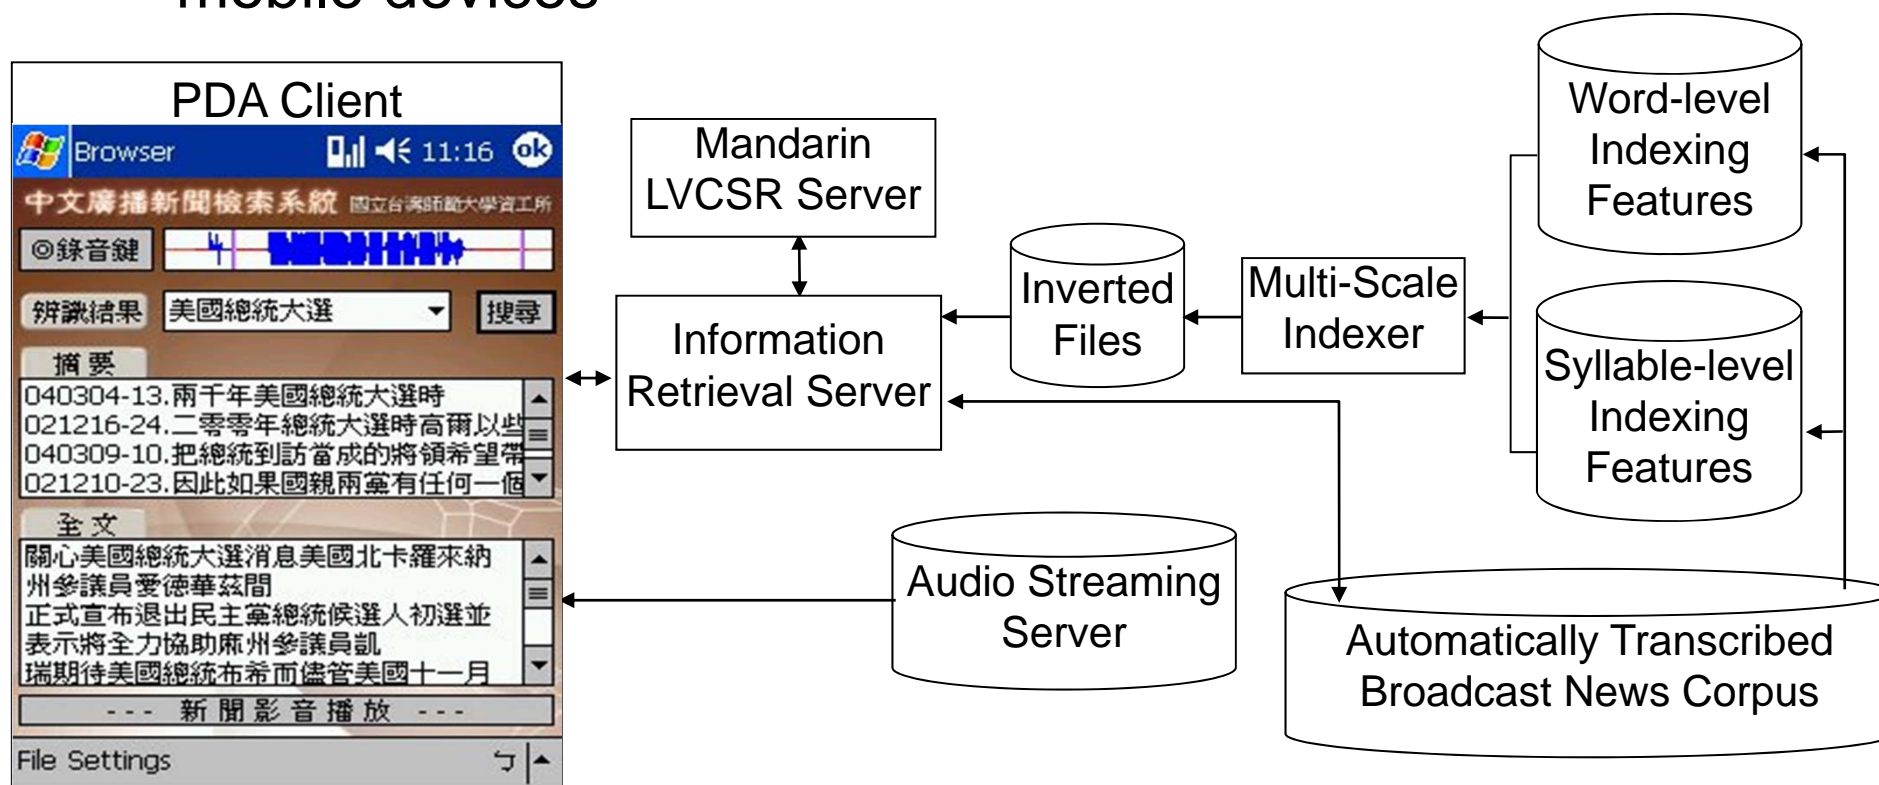 mobile devices
PDA Client
Browser 11:16 ok
中文廣播新聞檢索系統 國立台灣師範大學資工所
◎錄音鍵
辨識結果 美國總統大選 搜尋
摘要
040304-13.兩千年美國總統大選時
021216-24.二零零年總統大選時高爾以些
040309-10.把總統到訪當成的將領希望帶
021210-23.因此如果國親兩黨有任何一個
全文
關心美國總統大選消息美國北卡羅來納
州參議員愛德華茲間
正式宣布退出民主黨總統候選人初選並
表示將全力協助麻州參議員凱
瑞期待美國總統布希而儘管美國十一月
--- 新聞影音播放 ---
File Settings
Mandarin
LVCSR Server
Information
Retrieval Server
Inverted
Files
Multi-Scale
Indexer
Word-level
Indexing
Features
Syllable-level
Indexing
Features
Audio Streaming
Server
Automatically Transcribed
Broadcast News Corpus